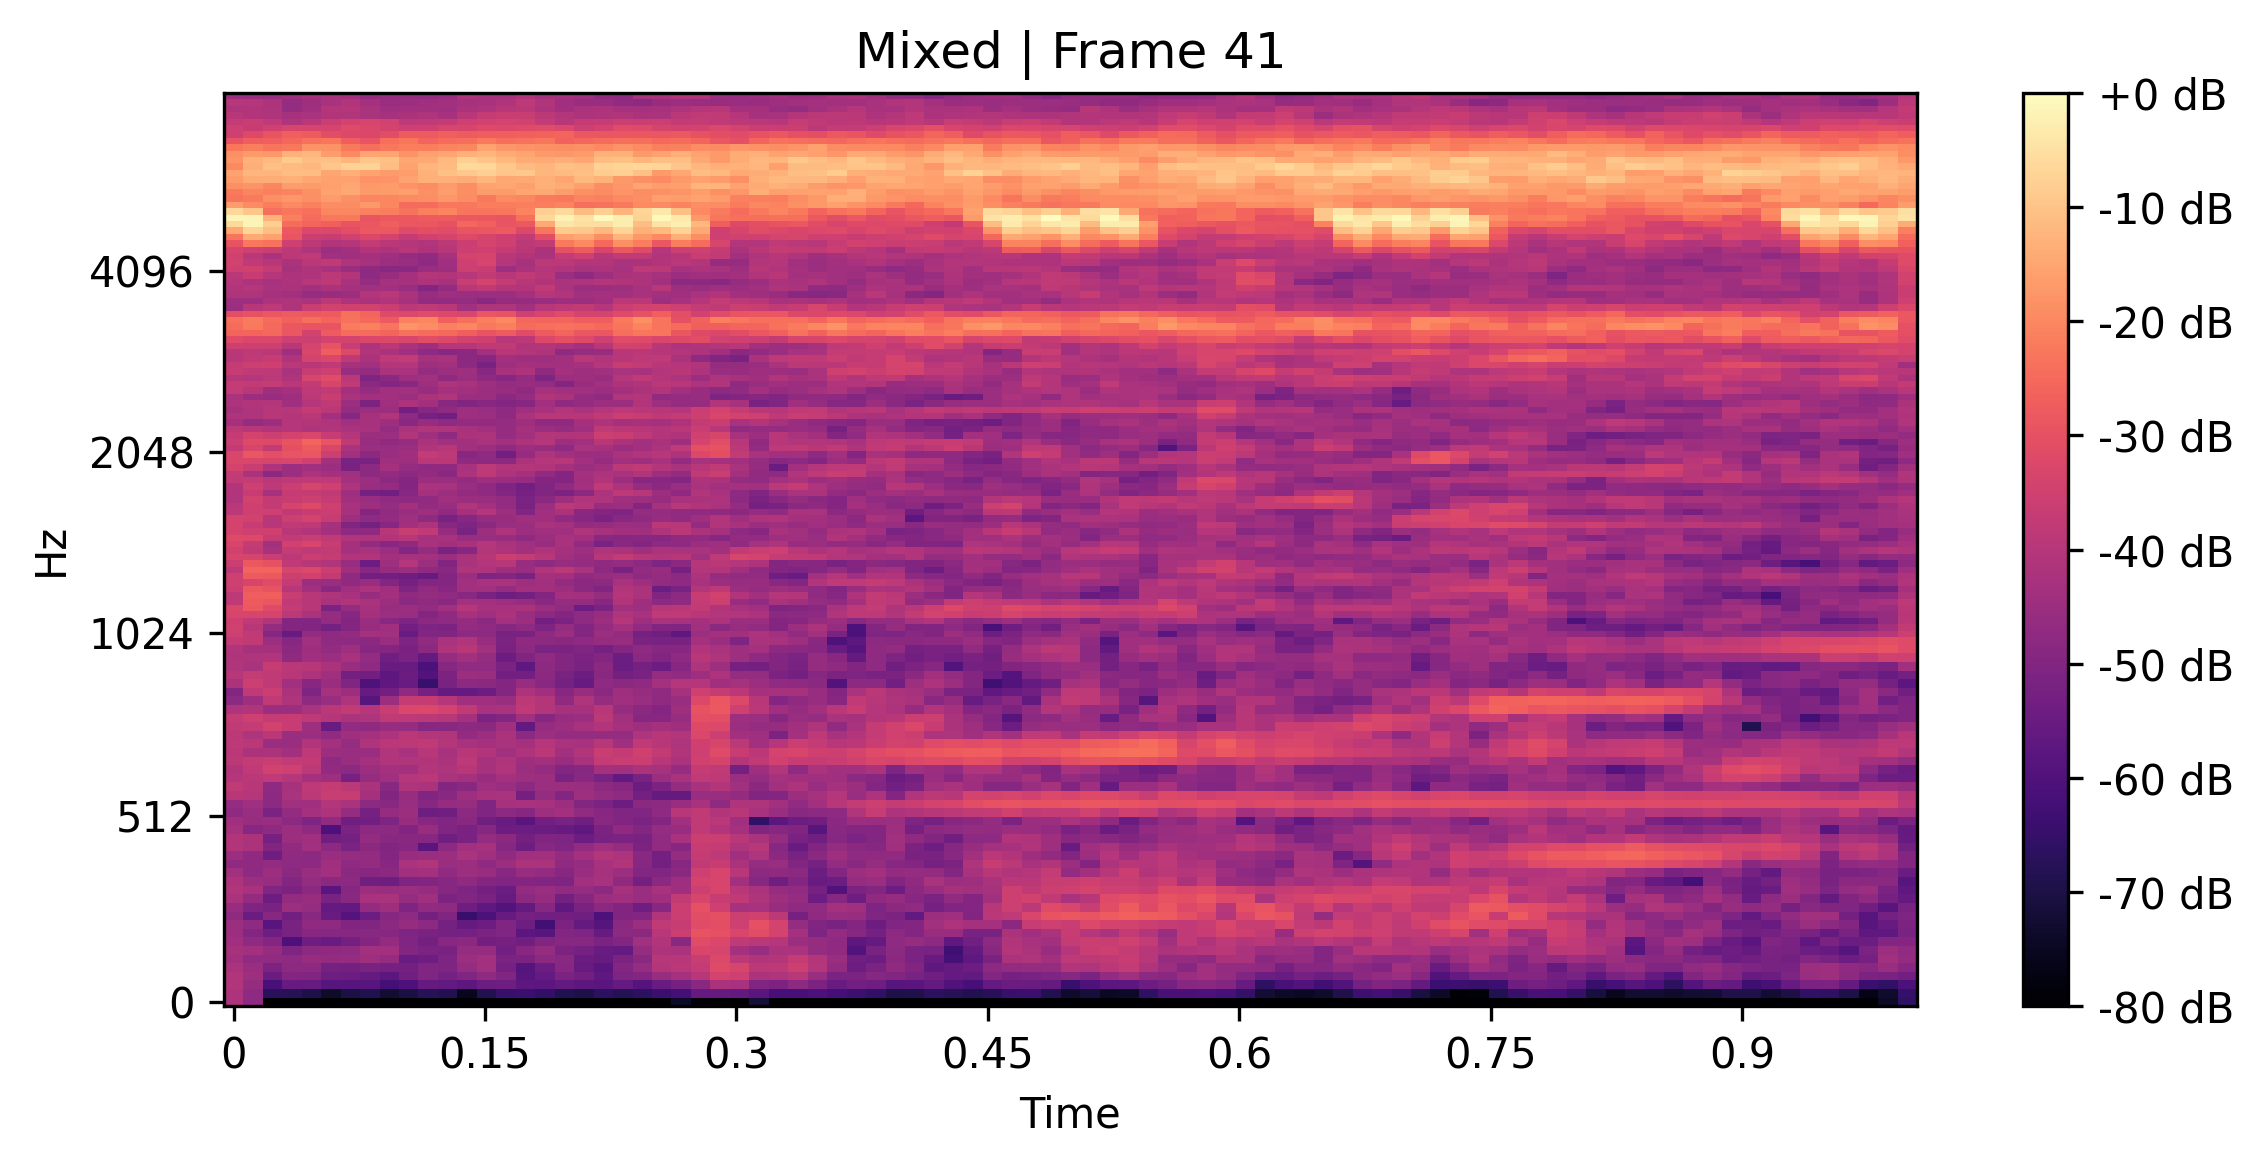 Mixed | Frame 41
Hz
4096
2048
1024
512
0
0 0.15 0.3 0.45 0.6 0.75 0.9
Time
+0 dB
-10 dB
-20 dB
-30 dB
-40 dB
-50 dB
-60 dB
-70 dB
-80 dB